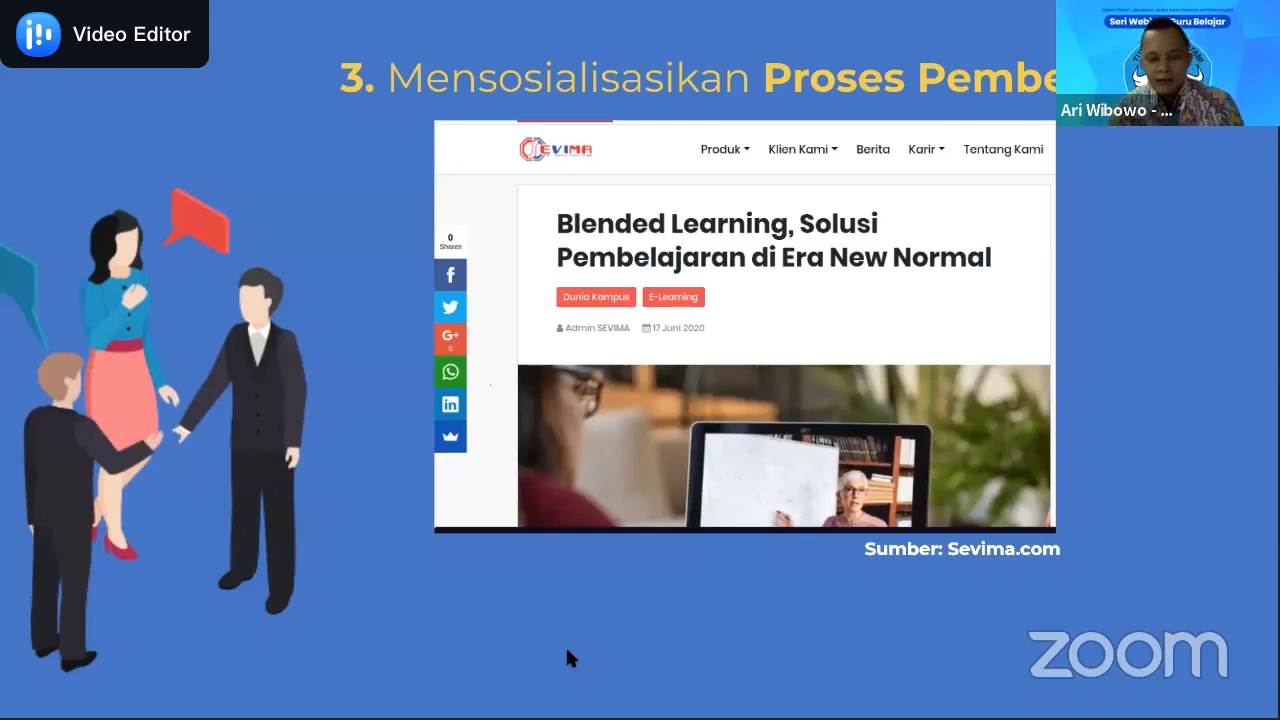 Video Editor
Seri Web
Guru Belajar
Ari Wibowo - ...
3. Mensosialisasikan Proses Pembe
SEVIMA
Produk
Klien Kami
Berita
Karir
Tentang Kami
0
Shares
Blended Learning, Solusi
Pembelajaran di Era New Normal
Dunia Kampus
E-Learning
Admin SEVIMA
17 Juni 2020
G+
0
Sumber: Sevima.com
zoom